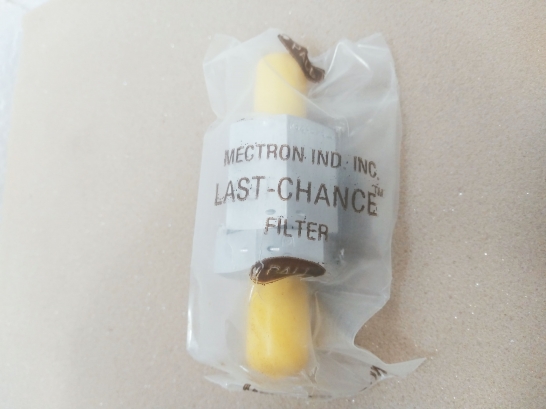 MECTRON IND. INC.
LAST-CHANCE™
FILTER